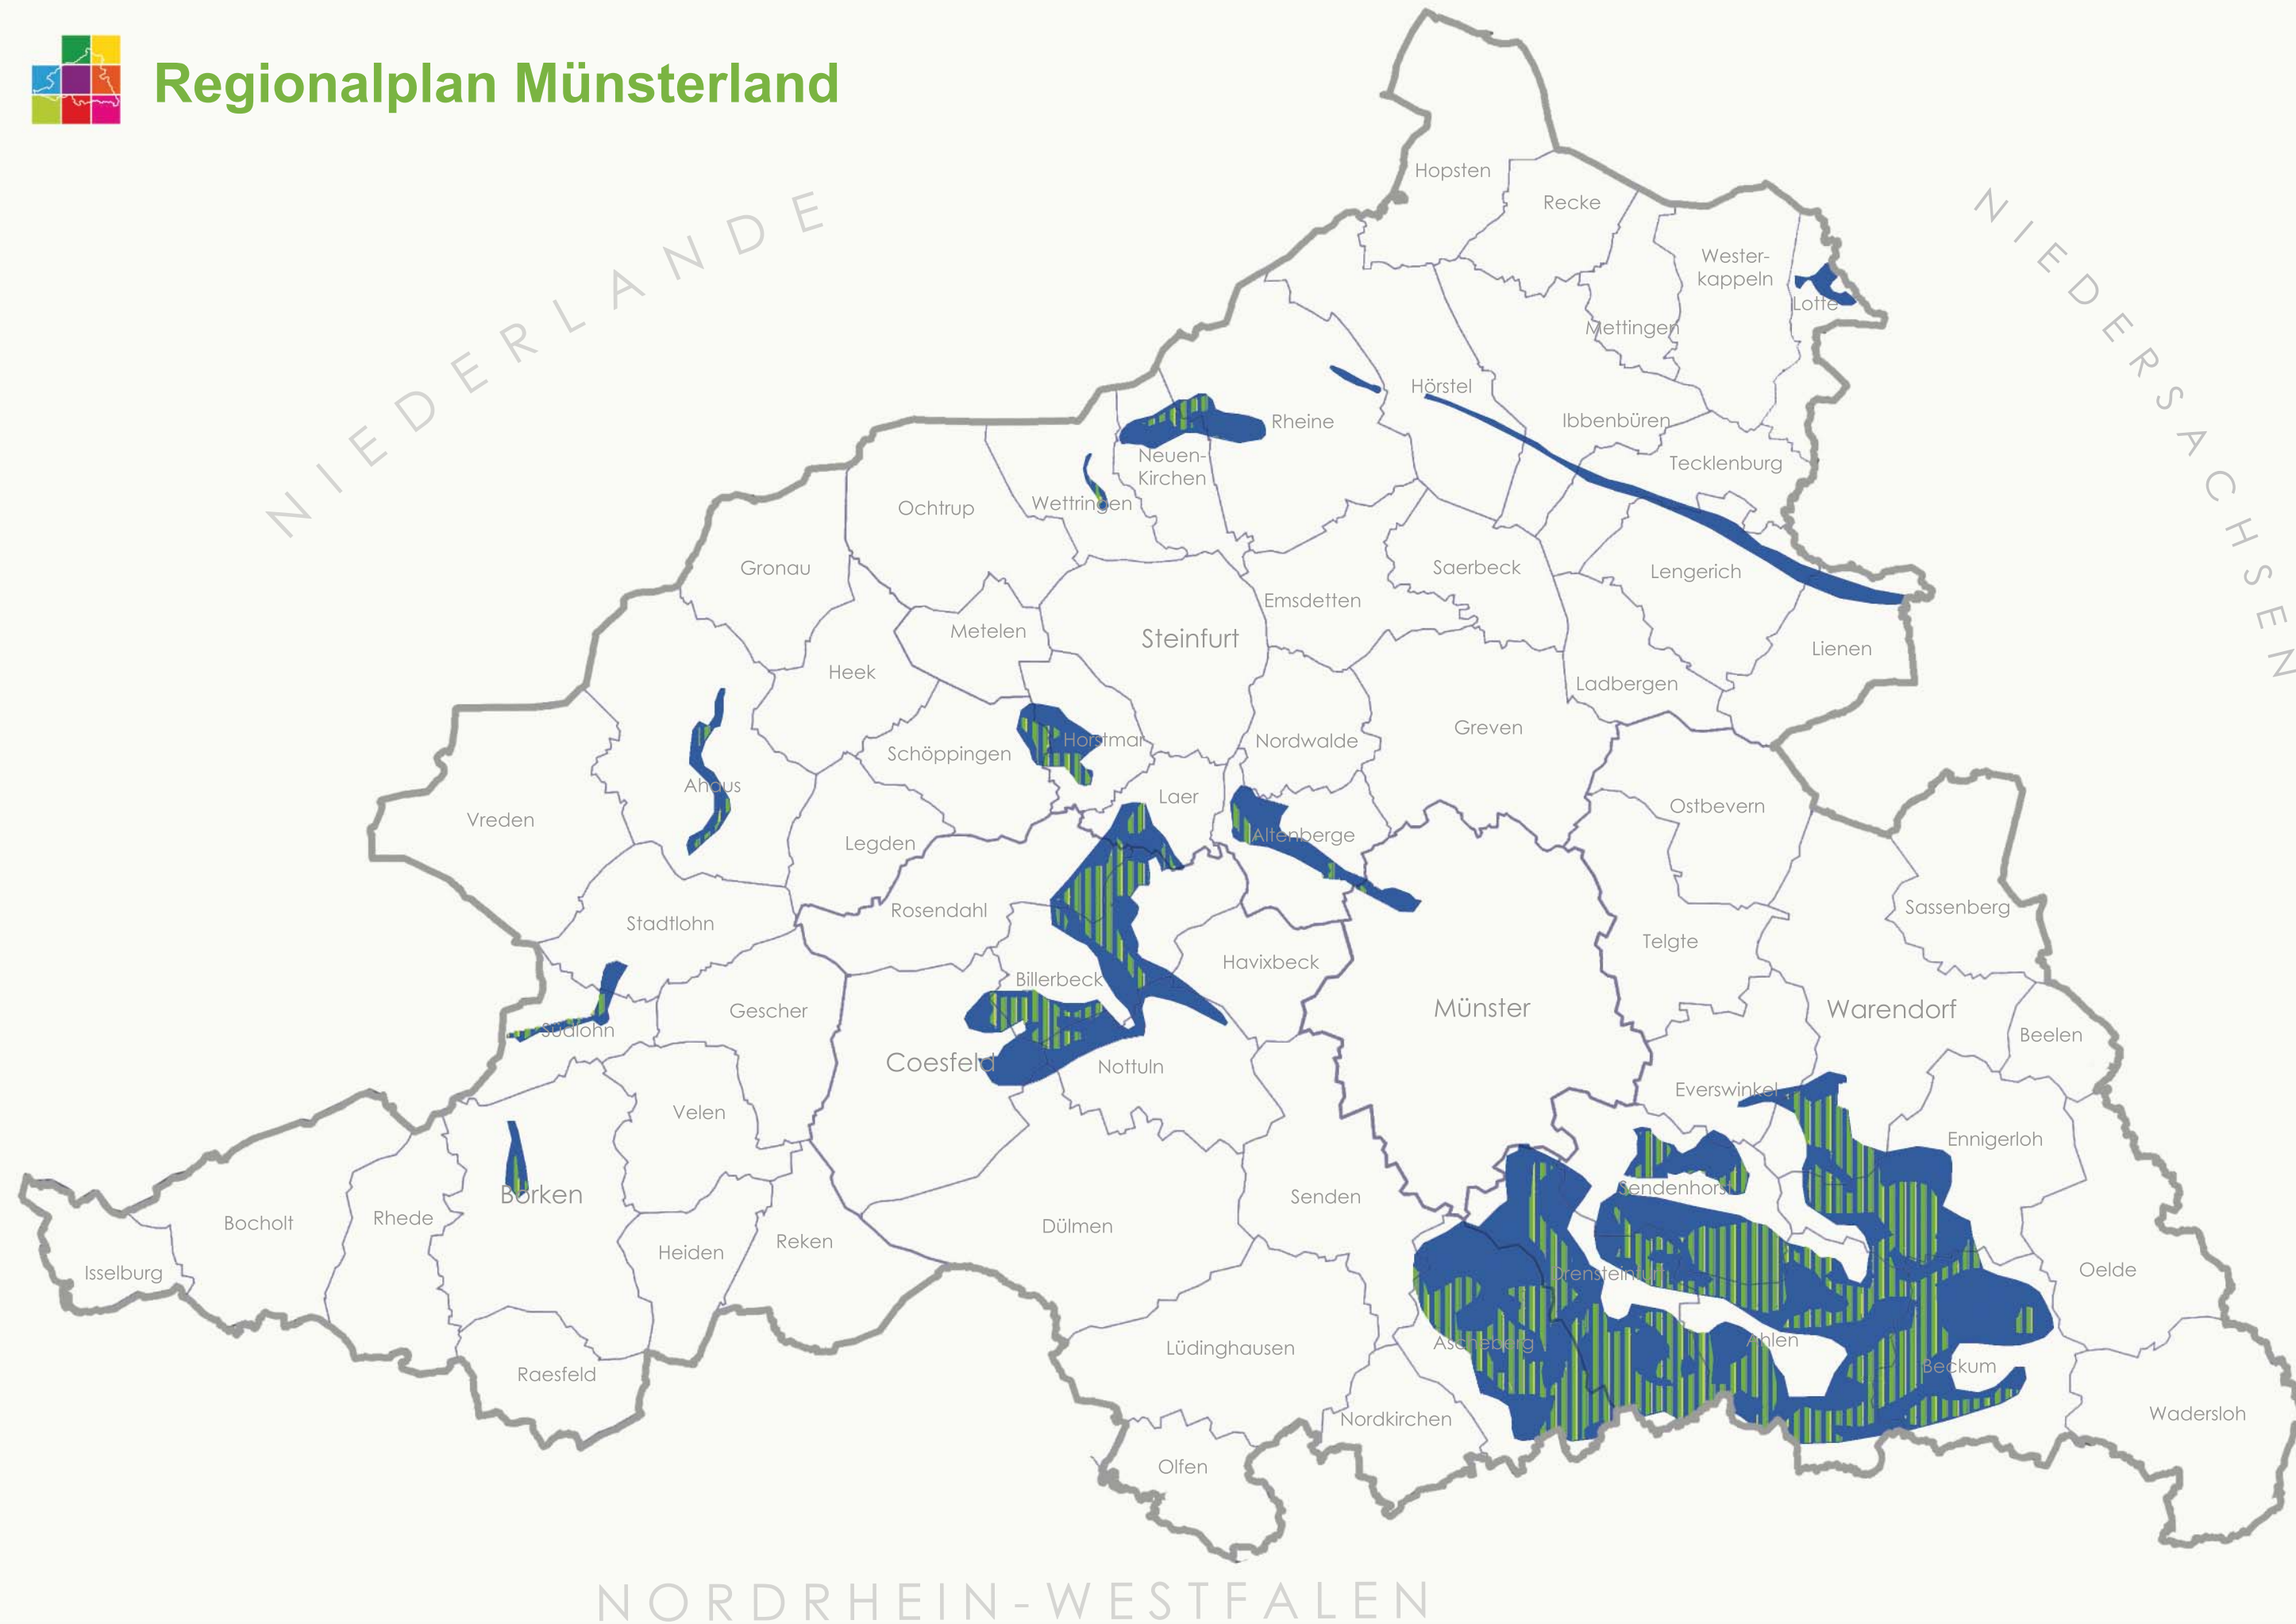 Regionalplan Münsterland
NIEDERLANDE
NIEDERSACHSEN
Hopsten
Recke
Wester-
kappeln
Lotte
Mettingen
Hörstel
Ibbenbüren
Rheine
Neuen-
Kirchen
Tecklenburg
Wettringen
Ochtrup
Gronau
Saerbeck
Lengerich
Emsdetten
Metelen
Steinfurt
Lienen
Heek
Ladbergen
Greven
Horstmar
Nordwalde
Schöppingen
Ahaus
Laer
Ostbevern
Vreden
Altenberge
Legden
Sassenberg
Rosendahl
Stadtlohn
Telgte
Havixbeck
Billerbeck
Gescher
Münster
Warendorf
Südlohn
Beelen
Coesfeld
Nottuln
Everswinkel
Velen
Ennigerloh
Sendenhorst
Borken
Senden
Rhede
Bocholt
Dülmen
Reken
Heiden
Isselburg
Drensteinfurt
Oelde
Ascheberg
Ahlen
Lüdinghausen
Beckum
Raesfeld
Nordkirchen
Wadersloh
Olfen
NORDRHEIN-WESTFALEN